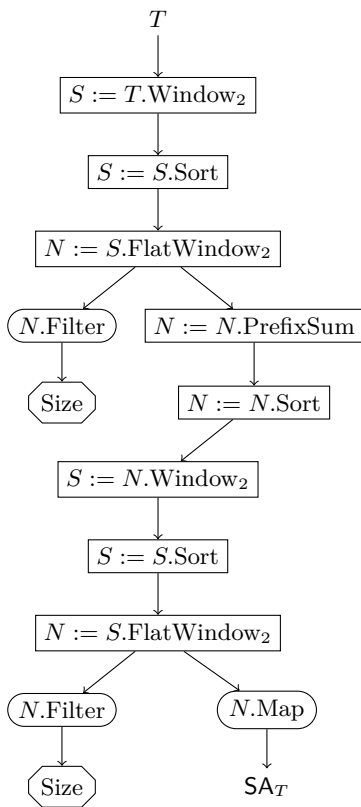 T
S := T.Window₂
S := S.Sort
N := S.FlatWindow₂
N.Filter
N := N.PrefixSum
Size
N := N.Sort
S := N.Window₂
S := S.Sort
N := S.FlatWindow₂
N.Filter
N.Map
Size
SA_T